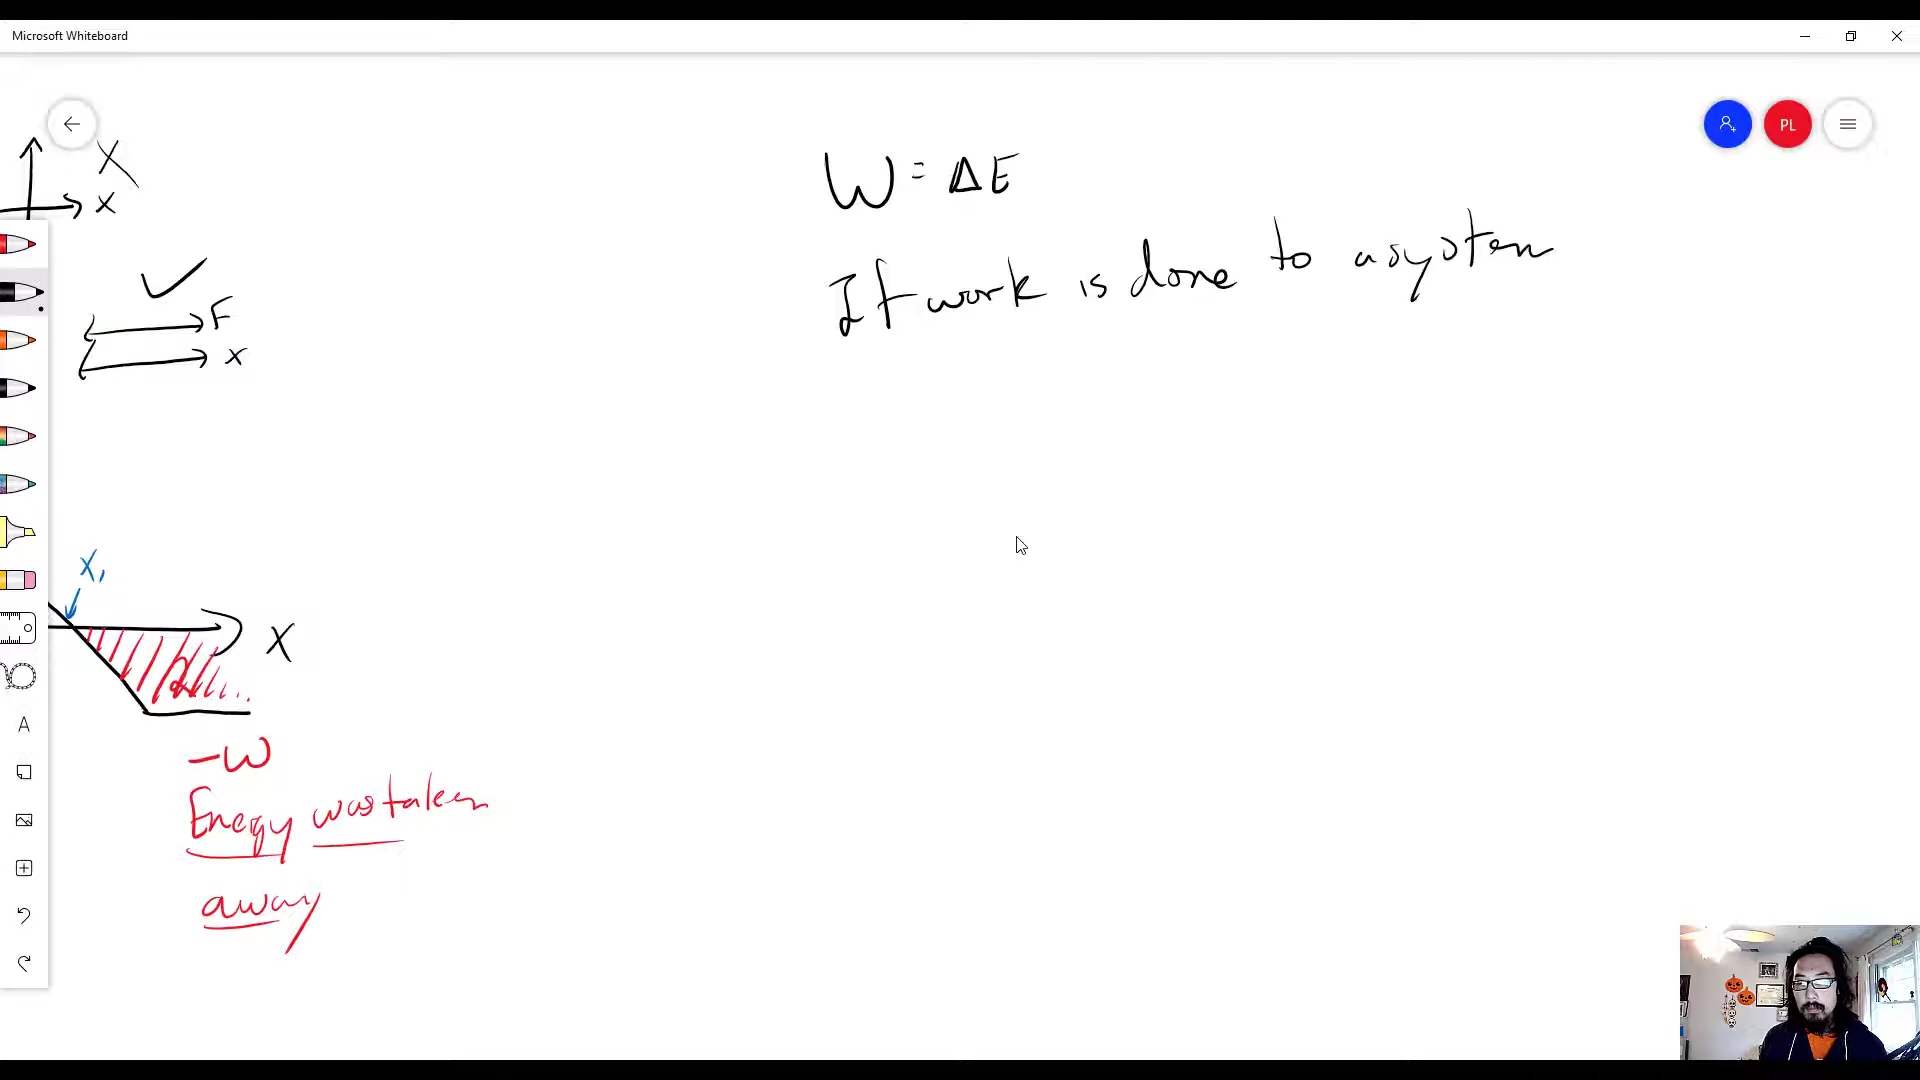 Microsoft Whiteboard
PL
X
x
F
x
W = ΔE
If work is done to a system
X₁
X
-W
Energy was taken
away
A